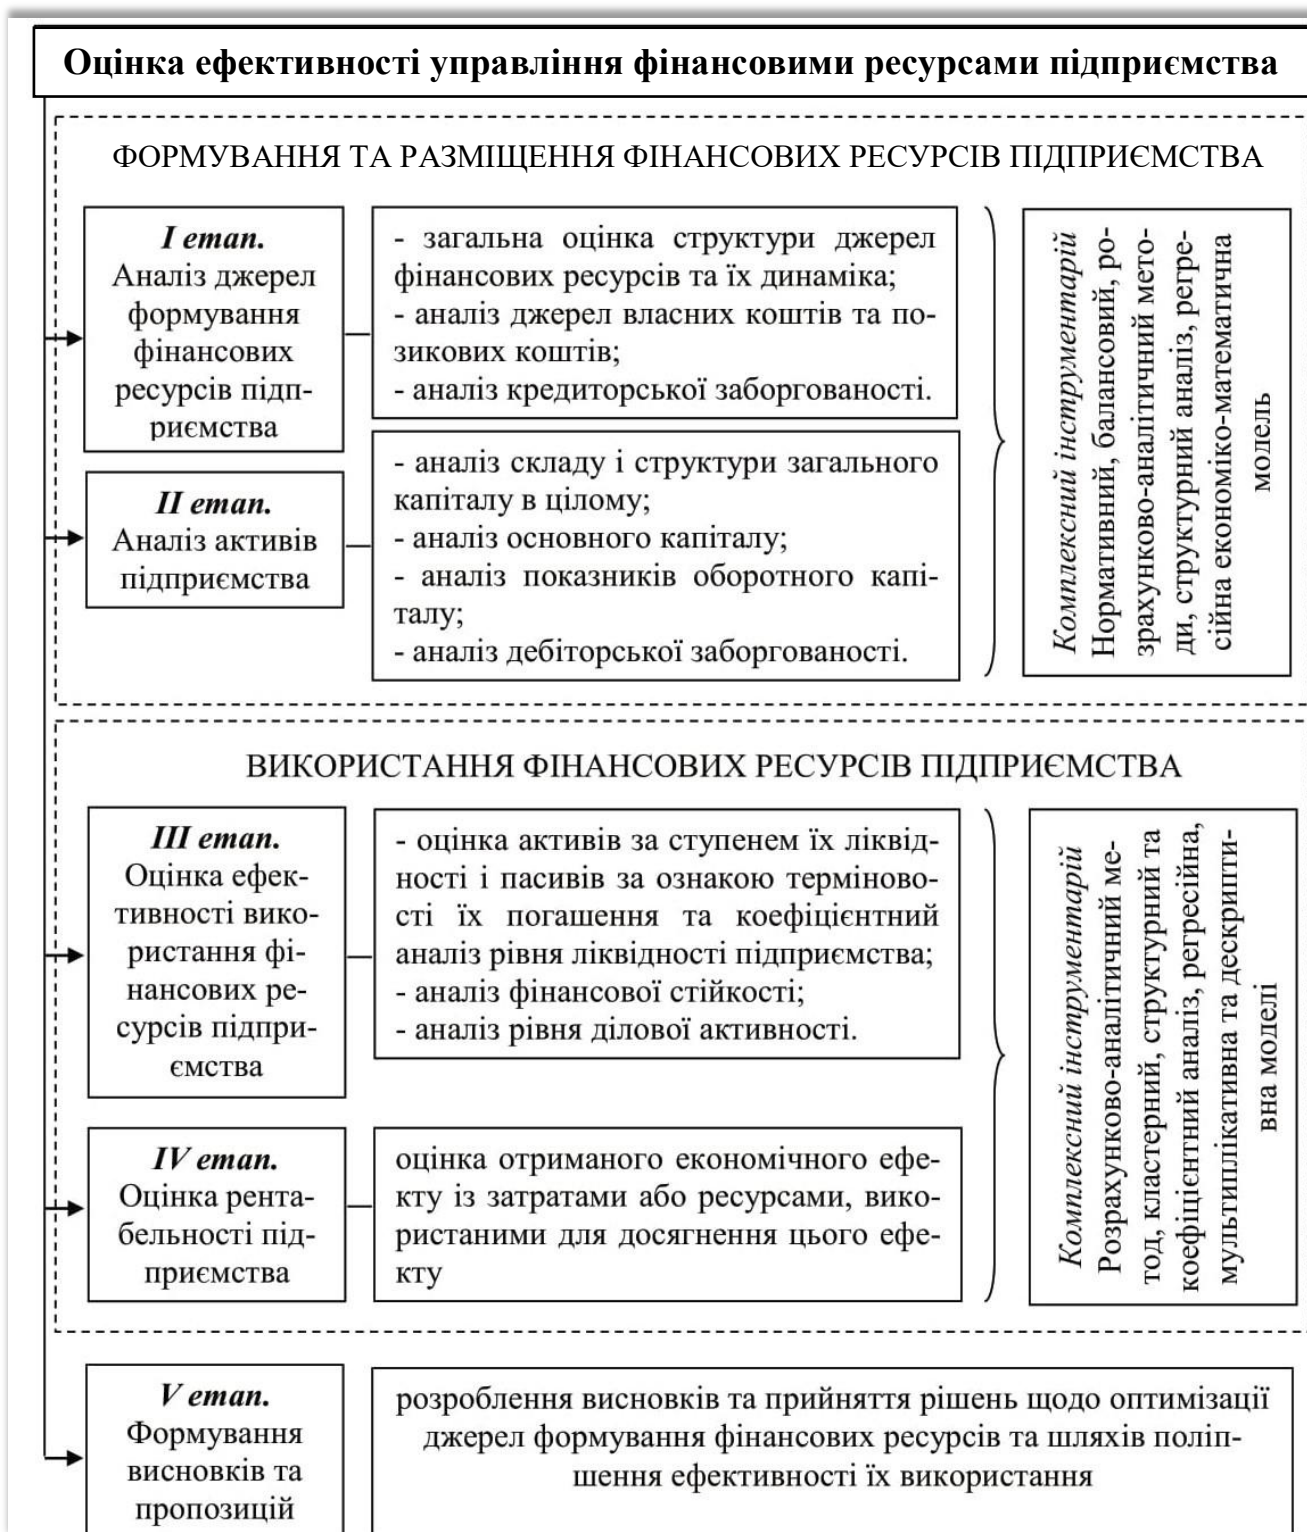 Оцінка ефективності управління фінансовими ресурсами підприємства
ФОРМУВАННЯ ТА РАЗМІЩЕННЯ ФІНАНСОВИХ РЕСУРСІВ ПІДПРИЄМСТВА
I етап.
Аналіз джерел
формування
фінансових
ресурсів підп-
риємства
- загальна оцінка структури джерел
фінансових ресурсів та їх динаміка;
- аналіз джерел власних коштів та по-
зикових коштів;
- аналіз кредиторської заборгованості.
II етап.
Аналіз активів
підприємства
- аналіз складу і структури загального
капіталу в цілому;
- аналіз основного капіталу;
- аналіз показників оборотного капі-
талу;
- аналіз дебіторської заборгованості.
Комплексний інструментарій
Нормативний, балансовий, ро-
зрахунково-аналітичний мето-
ди, структурний аналіз, регре-
сійна економіко-математична
модель
ВИКОРИСТАННЯ ФІНАНСОВИХ РЕСУРСІВ ПІДПРИЄМСТВА
III етап.
Оцінка ефек-
тивності вико-
ристання фі-
нансових ре-
сурсів підпри-
ємства
- оцінка активів за ступенем їх ліквід-
ності і пасивів за ознакою терміново-
сті їх погашення та коефіцієнтний
аналіз рівня ліквідності підприємства;
- аналіз фінансової стійкості;
- аналіз рівня ділової активності.
IV етап.
Оцінка рента-
бельності під-
приємства
оцінка отриманого економічного ефе-
кту із затратами або ресурсами, вико-
ристаними для досягнення цього ефе-
кту
Комплексний інструментарій
Розрахунково-аналітичний ме-
тод, кластерний, структурний та
коефіцієнтний аналіз, регресійна,
мультиплікативна та дескрипти-
вна моделі
V етап.
Формування
висновків та
пропозицій
розроблення висновків та прийняття рішень щодо оптимізації
джерел формування фінансових ресурсів та шляхів поліп-
шення ефективності їх використання